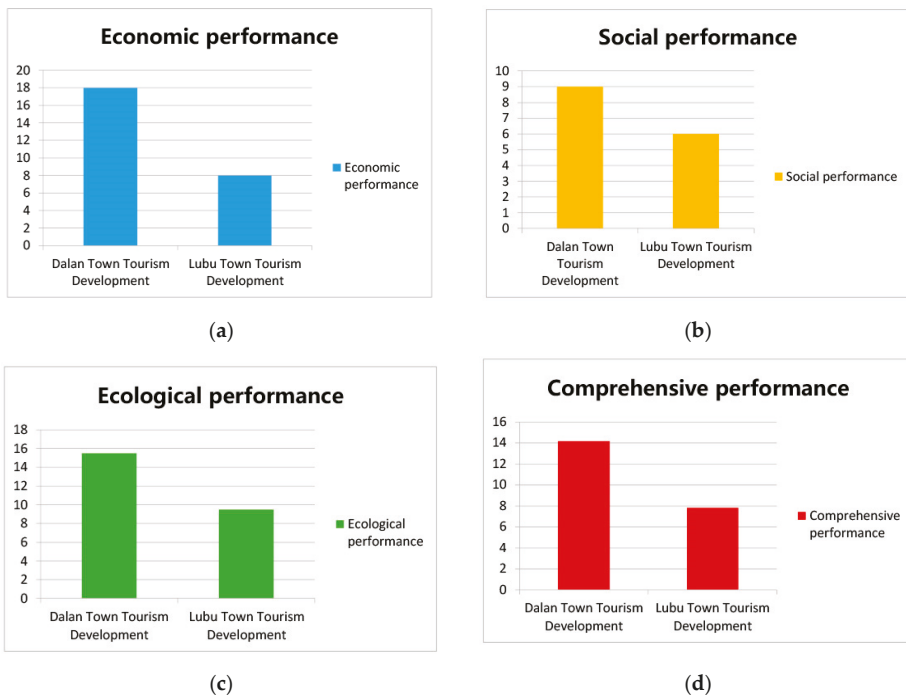 Economic performance
20
18
16
14
12
10
8
6
4
2
0
Dalan Town Tourism
Development
Lubu Town Tourism
Development
Economic
performance
(a)
Social performance
10
9
8
7
6
5
4
3
2
1
0
Dalan Town
Tourism
Development
Lubu Town Tourism
Development
Social performance
(b)
Ecological performance
18
16
14
12
10
8
6
4
2
0
Dalan Town Tourism
Development
Lubu Town Tourism
Development
Ecological
performance
(c)
Comprehensive performance
16
14
12
10
8
6
4
2
0
Dalan Town Tourism
Development
Lubu Town Tourism
Development
Comprehensive
performance
(d)